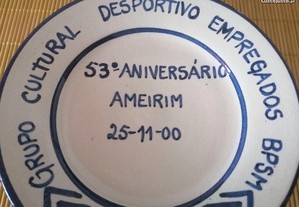 GRUPO CULTURAL DESPORTIVO EMPREGADOS BPSM
53º ANIVERSÁRIO
AMEIRIM
25-11-00